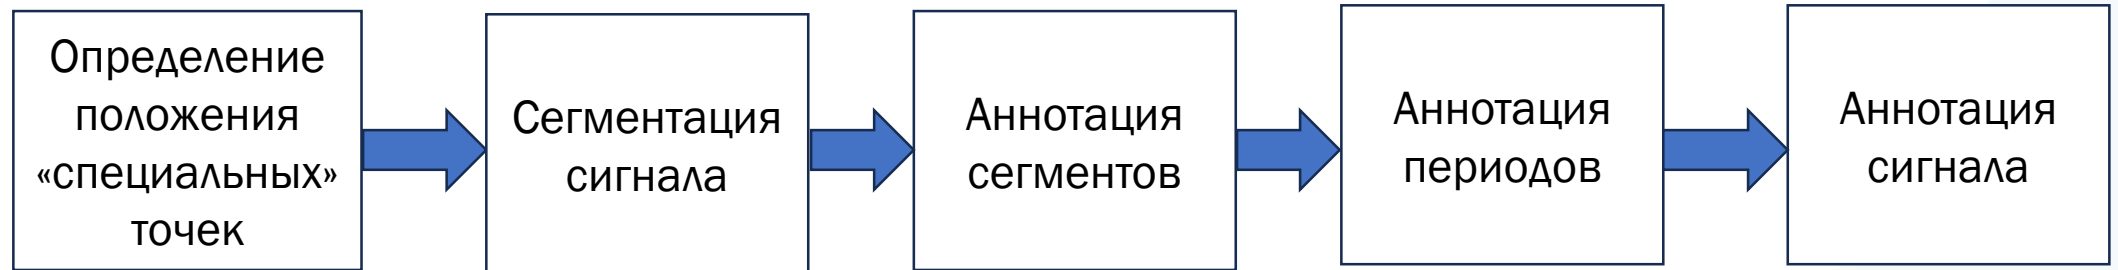 Определение
положения
«специальных»
точек
Сегментация
сигнала
Аннотация
сегментов
Аннотация
периодов
Аннотация
сигнала